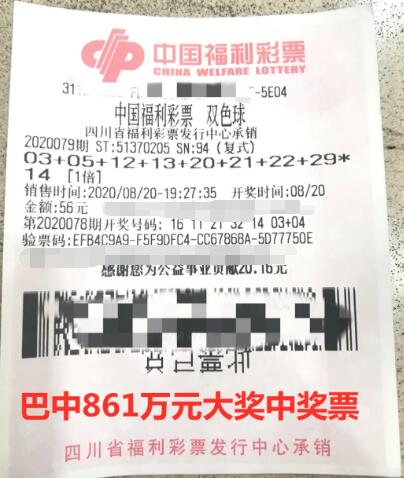 中国福利彩票
CHINA WELFARE LOTTERY
-5E04
中国福利彩票 双色球
四川省福利彩票发行中心承销
2020079期 ST:51370205 SN:94 (复式)
03+05+12+13+20+21+22+29*
14 [1倍]
销售时间:2020/08/20-19:27:35 开奖时间:08/20
金额:56元
第2020078期开奖号码: 16 11 21 32 14 03+04
验票码:EFB4C9A9-F5F9DFC4-CC67868A-5D77750E
感谢您为公益事业贡献20.16元
巴中861万元大奖中奖票
四川省福利彩票发行中心承销